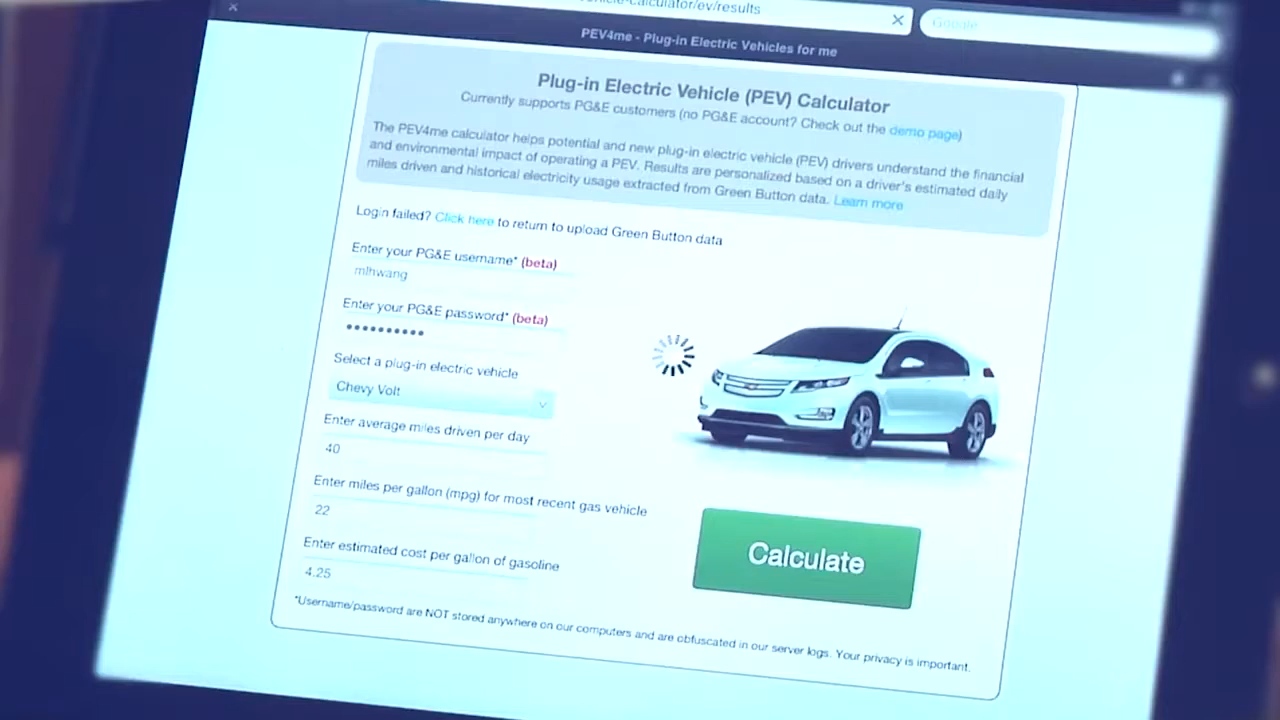 -calculator/ev/results
Google
PEV4me - Plug-in Electric Vehicles for me
Plug-in Electric Vehicle (PEV) Calculator
Currently supports PG&E customers (no PG&E account? Check out the demo page)
The PEV4me calculator helps potential and new plug-in electric vehicle (PEV) drivers understand the financial
and environmental impact of operating a PEV. Results are personalized based on a driver's estimated daily
miles driven and historical electricity usage extracted from Green Button data. Learn more
Login failed? Click here to return to upload Green Button data
Enter your PG&E username* (beta)
mlhwang
Enter your PG&E password* (beta)
••••••••••
Select a plug-in electric vehicle
Chevy Volt
Enter average miles driven per day
40
Enter miles per gallon (mpg) for most recent gas vehicle
22
Enter estimated cost per gallon of gasoline
4.25
Calculate
*Username/password are NOT stored anywhere on our computers and are obfuscated in our server logs. Your privacy is important.